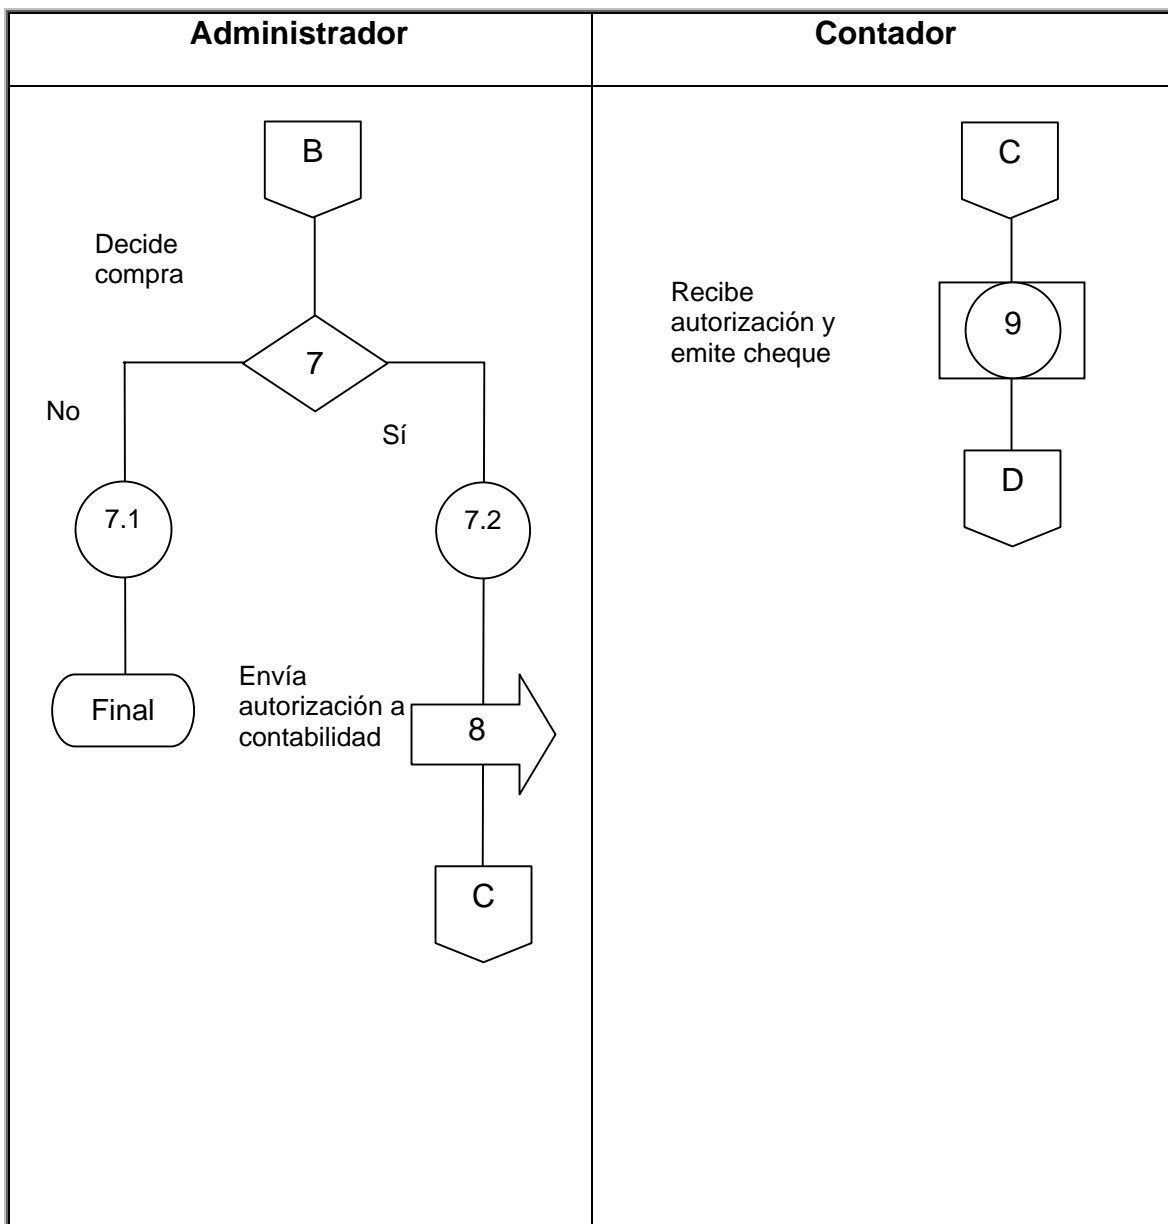 Administrador
Contador
B
Decide
compra
7
No
Sí
7.1
7.2
Final
Envía
autorización a
contabilidad
8
C
C
Recibe
autorización y
emite cheque
9
D